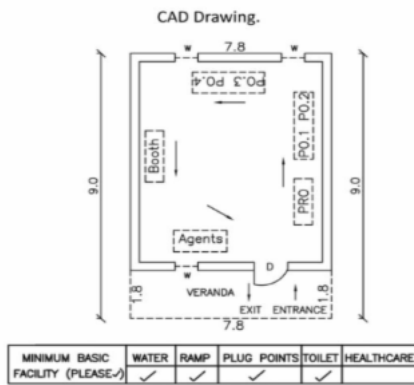 CAD Drawing.
7.8
W
W
PO.3 PO.4
PO.1 PO.2
Booth
PRO
9.0
9.0
Agents
W
D
1.8
VERANDA
EXIT
ENTRANCE
1.8
7.8
MINIMUM BASIC FACILITY (PLEASE✓)
WATER
RAMP
PLUG POINTS
TOILET
HEALTHCARE
✓
✓
✓
✓